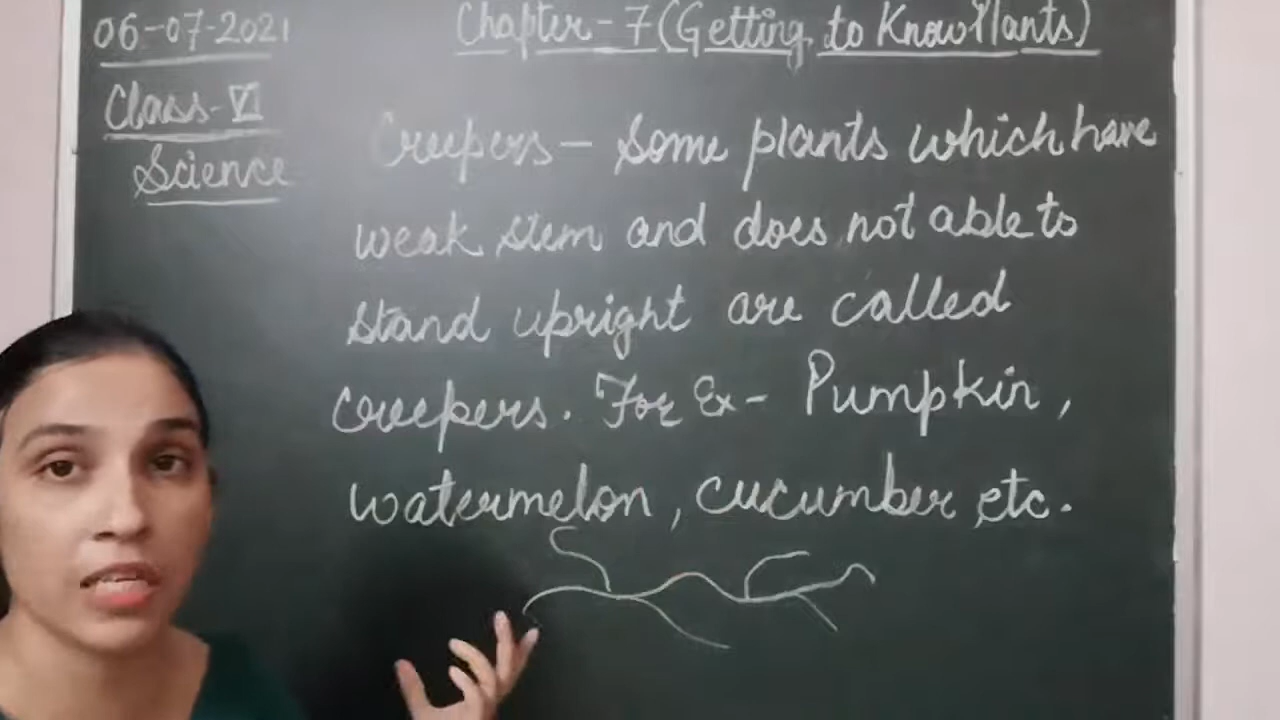 06-07-2021
Chapter-7(Getting to Know Plants)
Class-VI
Science
Creepers - Some plants which have
weak stem and does not able to
stand upright are called
creepers. For Ex- Pumpkin,
watermelon, cucumber etc.